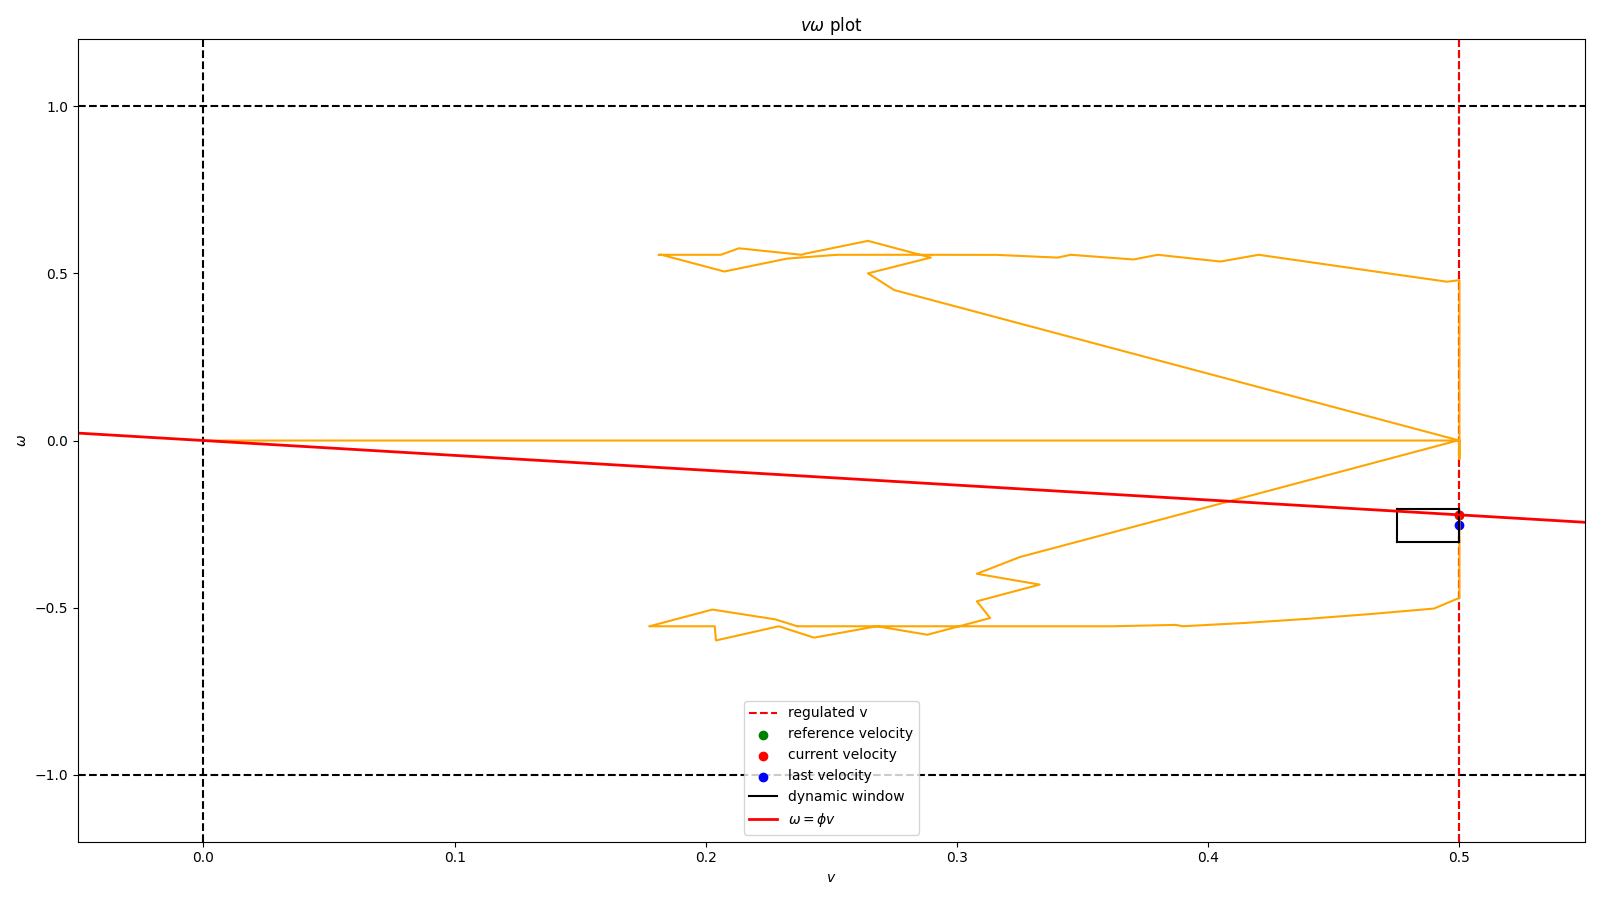 vω plot
1.0
0.5
0.0
−0.5
−1.0
ω
0.0
0.1
0.2
0.3
0.4
0.5
v
regulated v
reference velocity
current velocity
last velocity
dynamic window
ω = ϕv